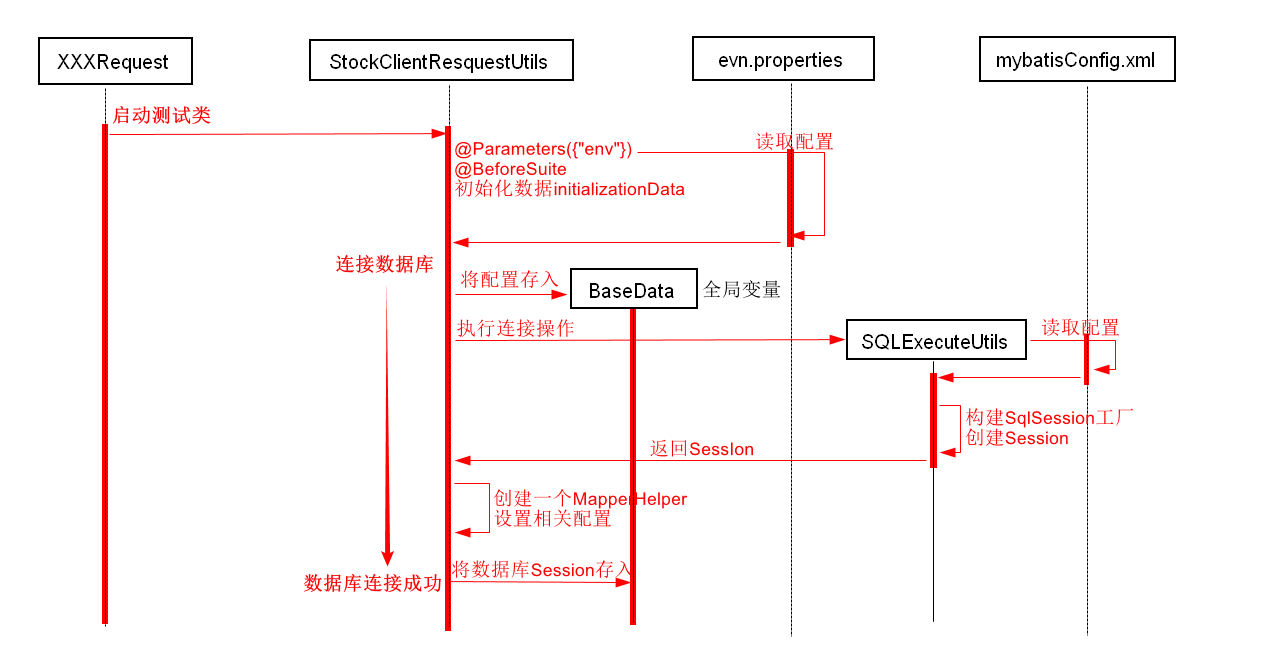 XXXRequest
StockClientResquestUtils
evn.properties
mybatisConfig.xml
启动测试类
@Parameters({"env"})
@BeforeSuite
初始化数据initializationData
读取配置
连接数据库
将配置存入
BaseData
全局变量
执行连接操作
SQLExecuteUtils
读取配置
构建SqlSession工厂
创建Session
返回SessIon
创建一个MapperHelper
设置相关配置
将数据库Session存入
数据库连接成功